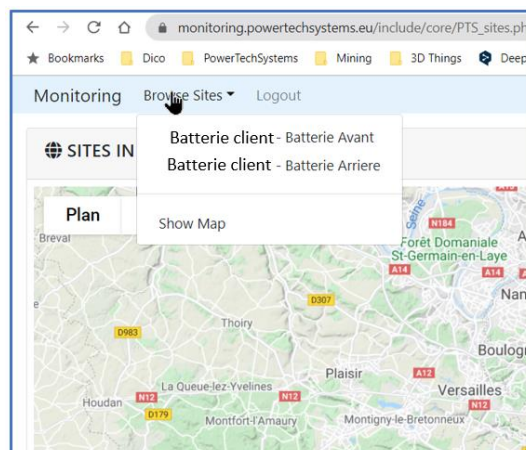 monitoring.powertechsystems.eu/include/core/PTS_sites.ph
Bookmarks Dico PowerTechSystems Mining 3D Things Deep
Monitoring Browse Sites Logout
SITES IN
Batterie client - Batterie Avant
Batterie client - Batterie Arriere
Show Map
Plan
Breval
Seine
N184
Forêt Domaniale
St-Germain-en-Laye
A14
A14
Nan
D307
D983
Thoiry
Boulogn
Plaisir
A12
Versailles
La Queue-lez-Yvelines
N12
N12
Houdan
D179
Montfort-l'Amaury
Montigny-le-Bretonneux